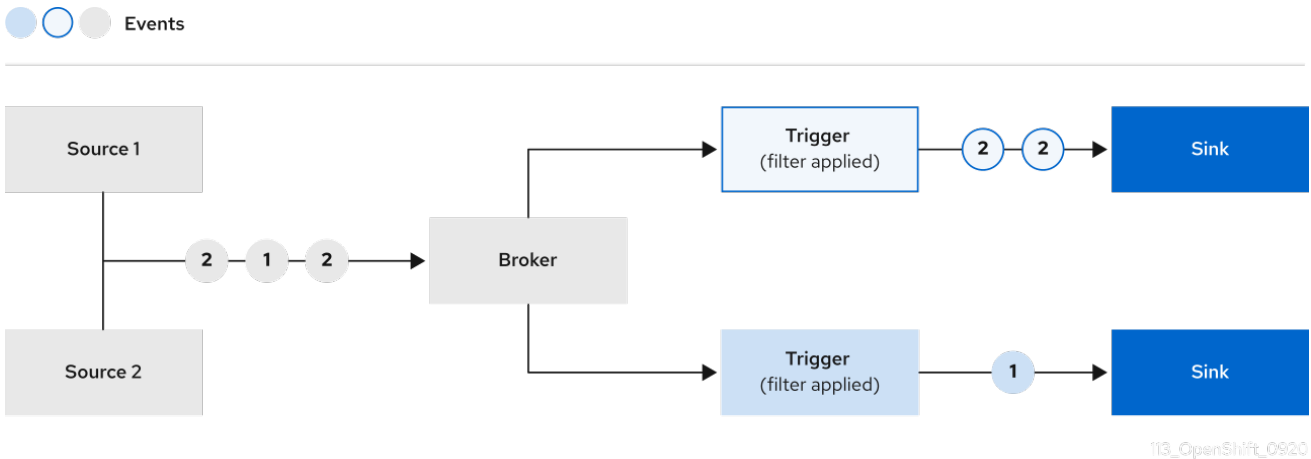 Events
Source 1
Trigger
(filter applied)
2
2
Sink
2
1
2
Broker
Source 2
Trigger
(filter applied)
1
Sink
113_OpenShift_0920